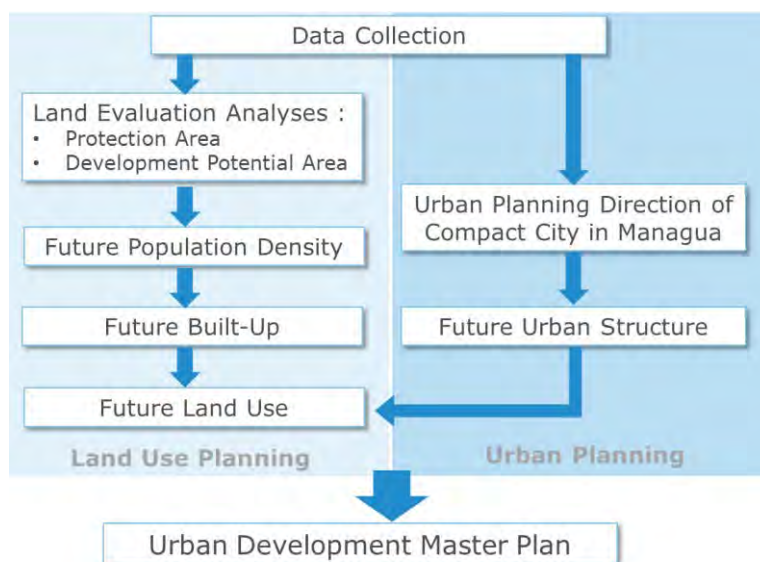 Data Collection
Land Evaluation Analyses :
• Protection Area
• Development Potential Area
Future Population Density
Future Built-Up
Future Land Use
Land Use Planning
Urban Planning Direction of
Compact City in Managua
Future Urban Structure
Urban Planning
Urban Development Master Plan